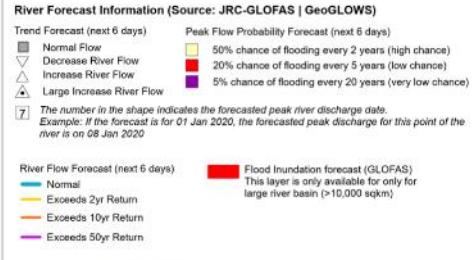 River Forecast Information (Source: JRC-GLOFAS | GeoGLOWS)
Trend Forecast (next 6 days)
Normal Flow
Decrease River Flow
Increase River Flow
Large Increase River Flow
Peak Flow Probability Forecast (next 6 days)
50% chance of flooding every 2 years (high chance)
20% chance of flooding every 5 years (low chance)
5% chance of flooding every 20 years (very low chance)
7 The number in the shape indicates the forecasted peak river discharge date.
Example: If the forecast is for 01 Jan 2020, the forecasted peak discharge for this point of the
river is on 08 Jan 2020
River Flow Forecast (next 6 days)
Normal
Exceeds 2yr Return
Exceeds 10yr Return
Exceeds 50yr Return
Flood Inundation forecast (GLOFAS)
This layer is only available for only for
large river basin (>10,000 sqkm)